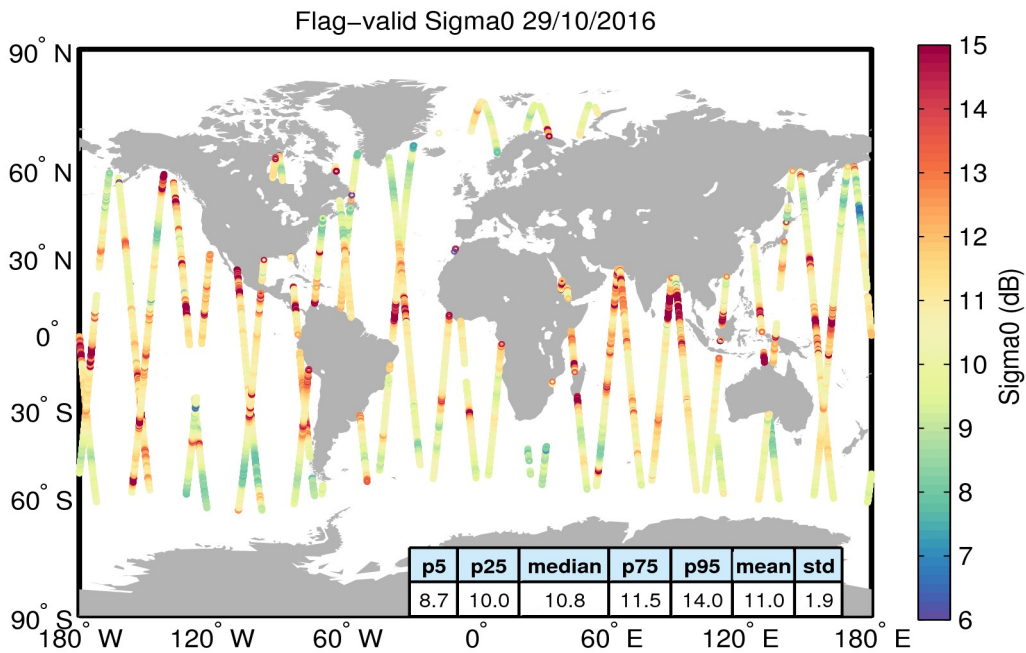 Flag−valid Sigma0 29/10/2016
90° N
60° N
30° N
0°
30° S
60° S
90° S
180° W
120° W
60° W
0°
60° E
120° E
180° E
15
14
13
12
11
10
9
8
7
6
Sigma0 (dB)
p5 p25 median p75 p95 mean std
8.7 10.0 10.8 11.5 14.0 11.0 1.9